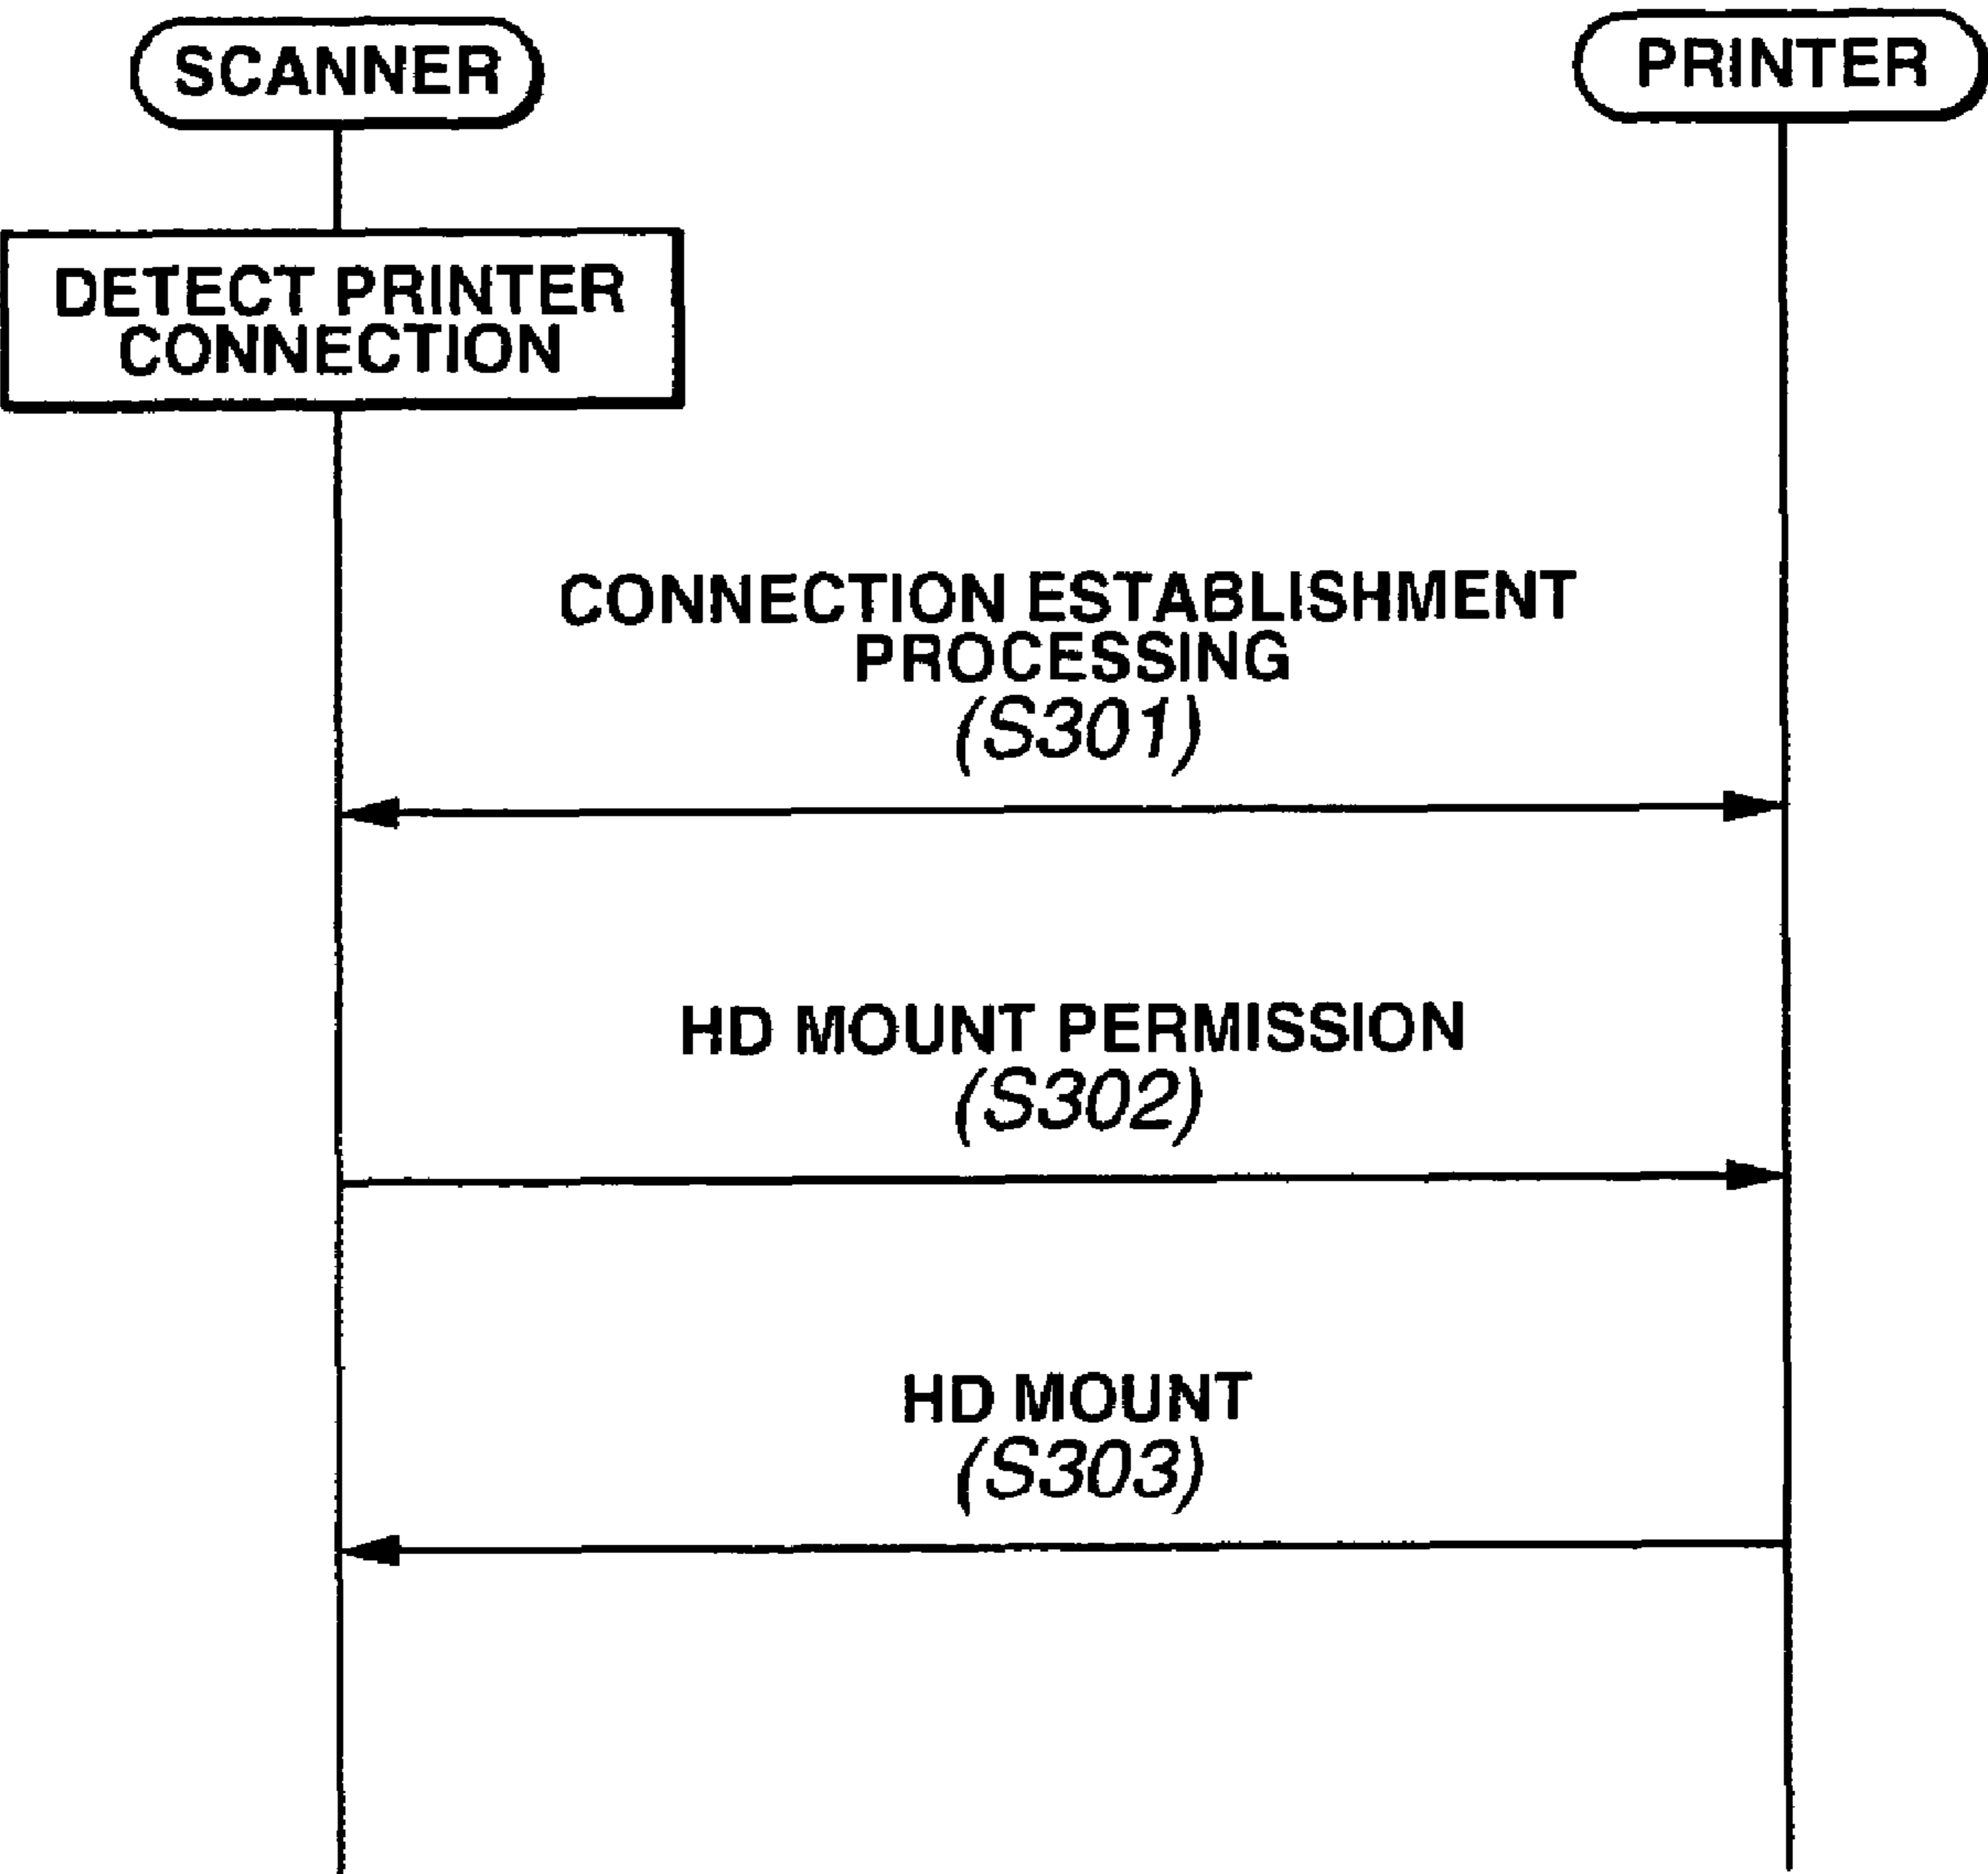 SCANNER
PRINTER
DETECT PRINTER
CONNECTION
CONNECTION ESTABLISHMENT
PROCESSING
(S301)
HD MOUNT PERMISSION
(S302)
HD MOUNT
(S303)